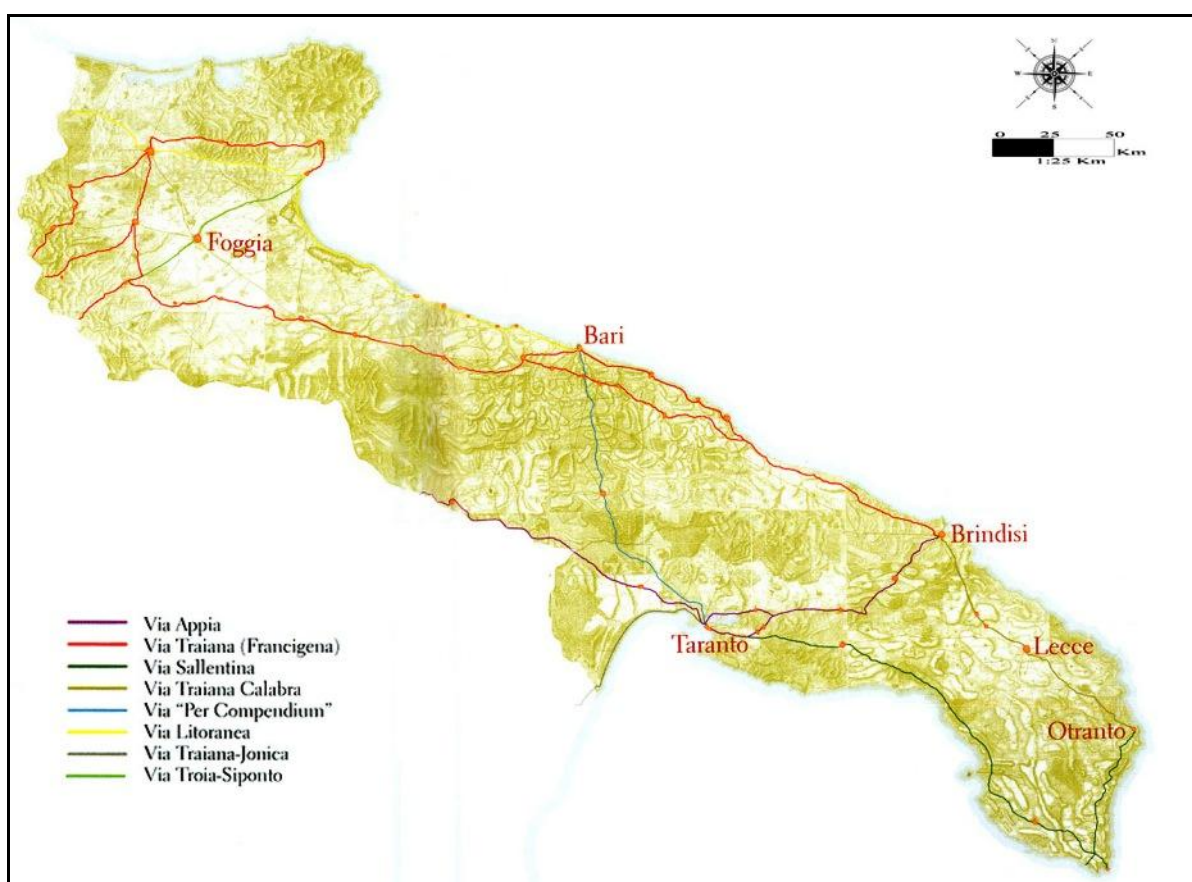 N
W E
S
0 25 50
Km
1:25 Km
Foggia
Bari
Brindisi
Taranto
Lecce
Otranto
Via Appia
Via Traiana (Francigena)
Via Sallentina
Via Traiana Calabra
Via “Per Compendium”
Via Litoranea
Via Traiana-Jonica
Via Troia-Siponto